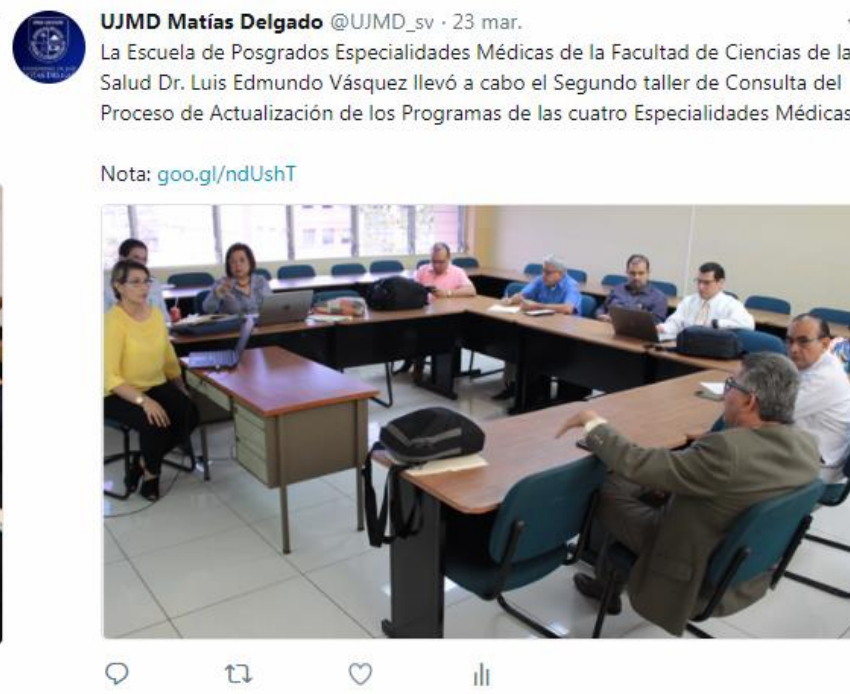 UJMD Matías Delgado @UJMD_sv · 23 mar.
La Escuela de Posgrados Especialidades Médicas de la Facultad de Ciencias de la
Salud Dr. Luis Edmundo Vásquez llevó a cabo el Segundo taller de Consulta del
Proceso de Actualización de los Programas de las cuatro Especialidades Médicas
Nota: goo.gl/ndUshT